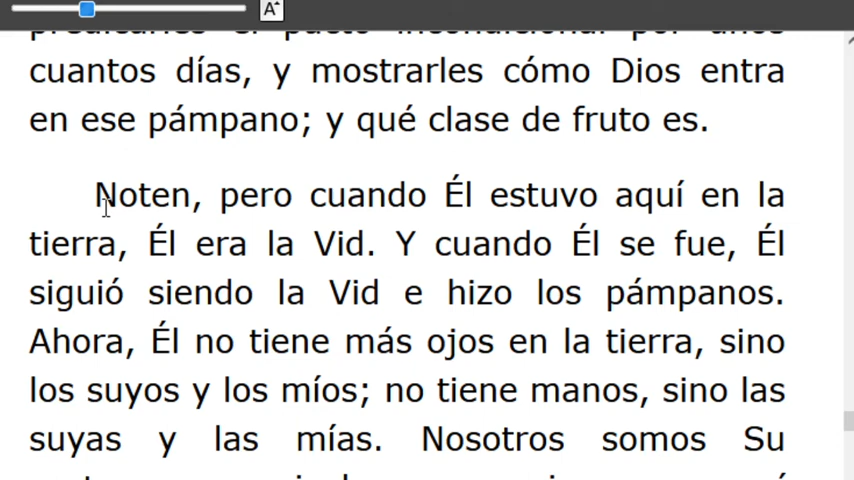 A
cuantos días, y mostrarles cómo Dios entra
en ese pámpano; y qué clase de fruto es.
Noten, pero cuando Él estuvo aquí en la
tierra, Él era la Vid. Y cuando Él se fue, Él
siguió siendo la Vid e hizo los pámpanos.
Ahora, Él no tiene más ojos en la tierra, sino
los suyos y los míos; no tiene manos, sino las
suyas y las mías. Nosotros somos Su